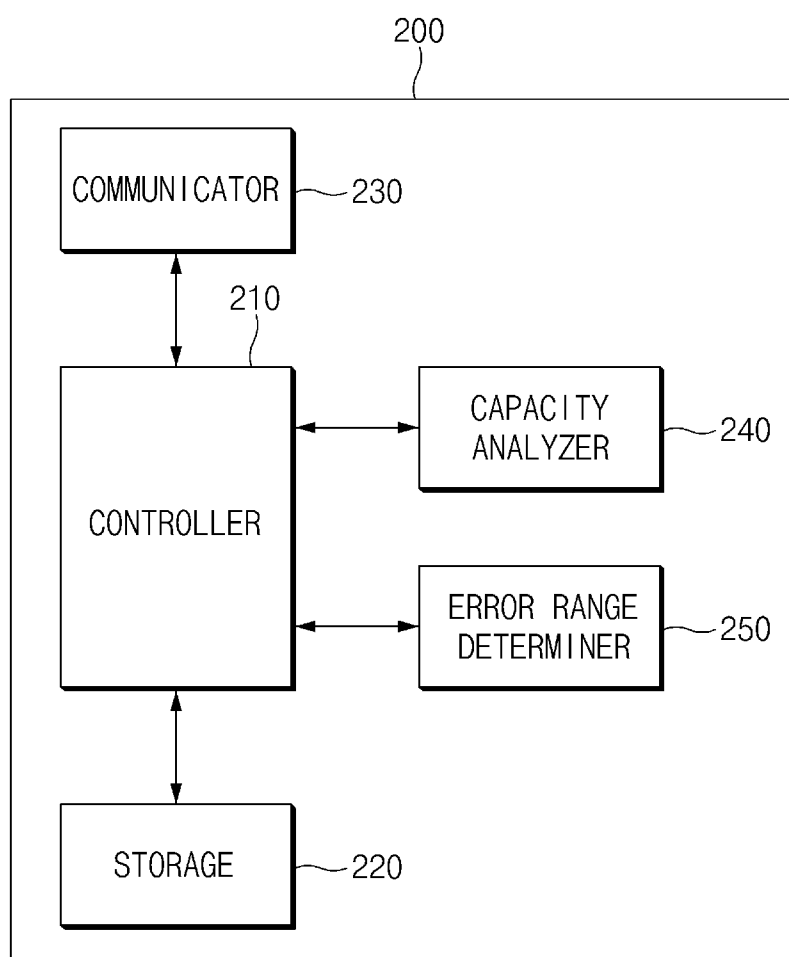 200
COMMUNICATOR
230
210
CONTROLLER
CAPACITY
ANALYZER
240
ERROR RANGE
DETERMINER
250
STORAGE
220